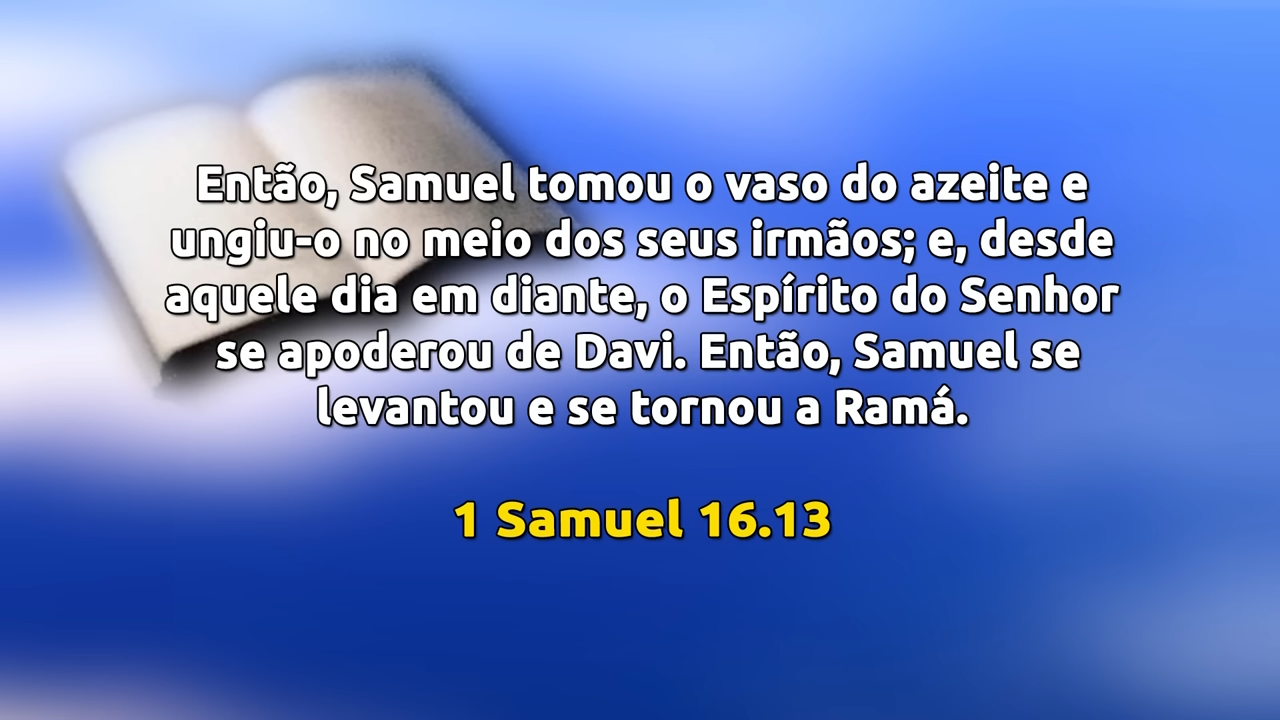 Então, Samuel tomou o vaso do azeite e
ungiu-o no meio dos seus irmãos; e, desde
aquele dia em diante, o Espírito do Senhor
se apoderou de Davi. Então, Samuel se
levantou e se tornou a Ramá.
1 Samuel 16.13